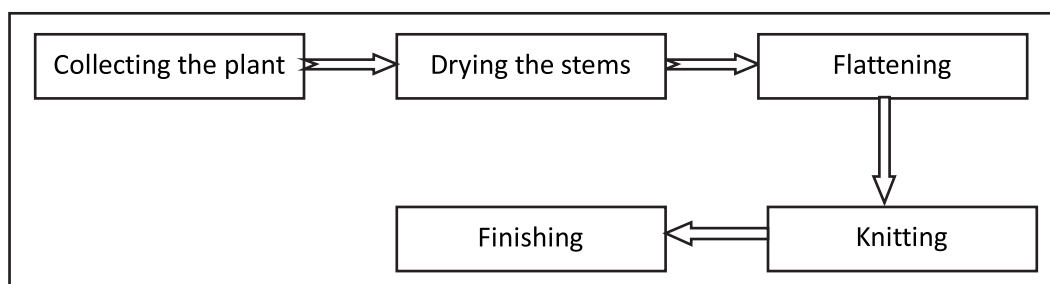 Collecting the plant
Drying the stems
Flattening
Knitting
Finishing